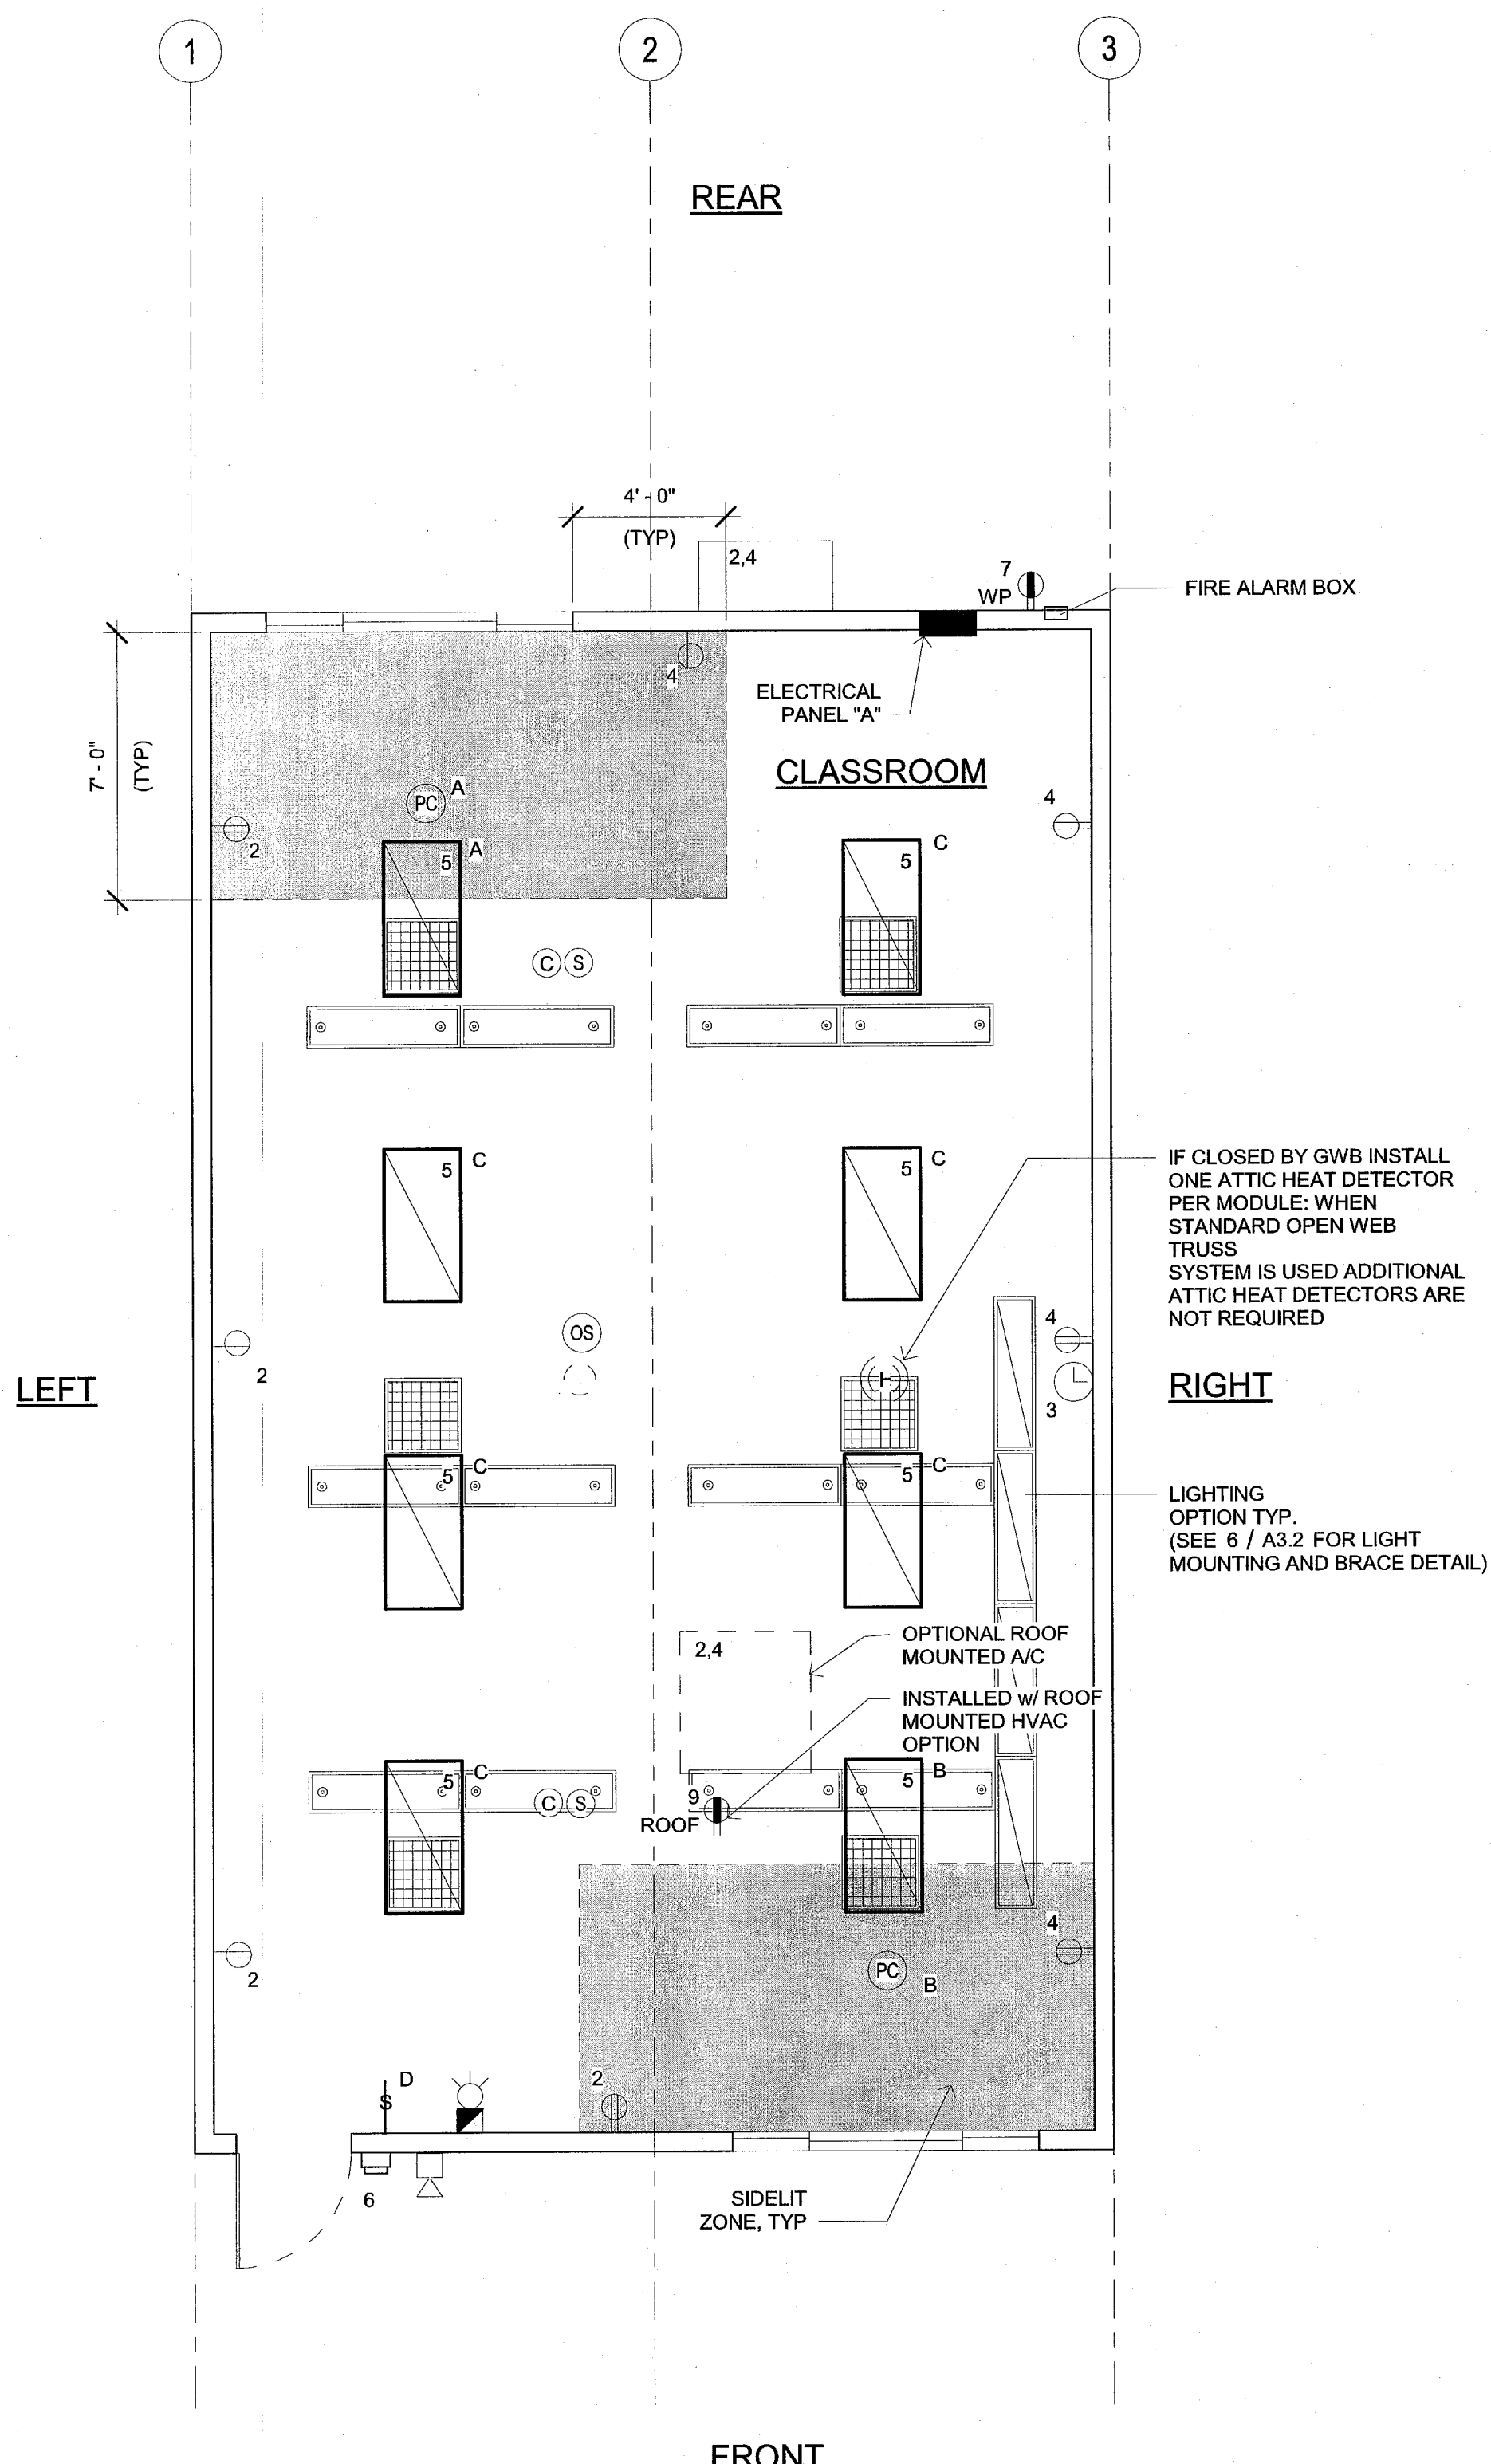 1
2
3
REAR
4' - 0"
(TYP)
2,4
7
WP
FIRE ALARM BOX
7' - 0"
(TYP)
4
ELECTRICAL
PANEL "A"
CLASSROOM
PC
A
4
2
5
A
5
C
C
S
5
C
5
C
IF CLOSED BY GWB INSTALL
ONE ATTIC HEAT DETECTOR
PER MODULE: WHEN
STANDARD OPEN WEB
TRUSS
SYSTEM IS USED ADDITIONAL
ATTIC HEAT DETECTORS ARE
NOT REQUIRED
OS
4
2
3
LEFT
RIGHT
H
5
C
5
C
LIGHTING
OPTION TYP.
(SEE 6 / A3.2 FOR LIGHT
MOUNTING AND BRACE DETAIL)
2,4
OPTIONAL ROOF
MOUNTED A/C
INSTALLED w/ ROOF
MOUNTED HVAC
OPTION
5
C
5
B
C
S
9
ROOF
4
2
PC
B
D
S
2
6
SIDELIT
ZONE, TYP
FRONT